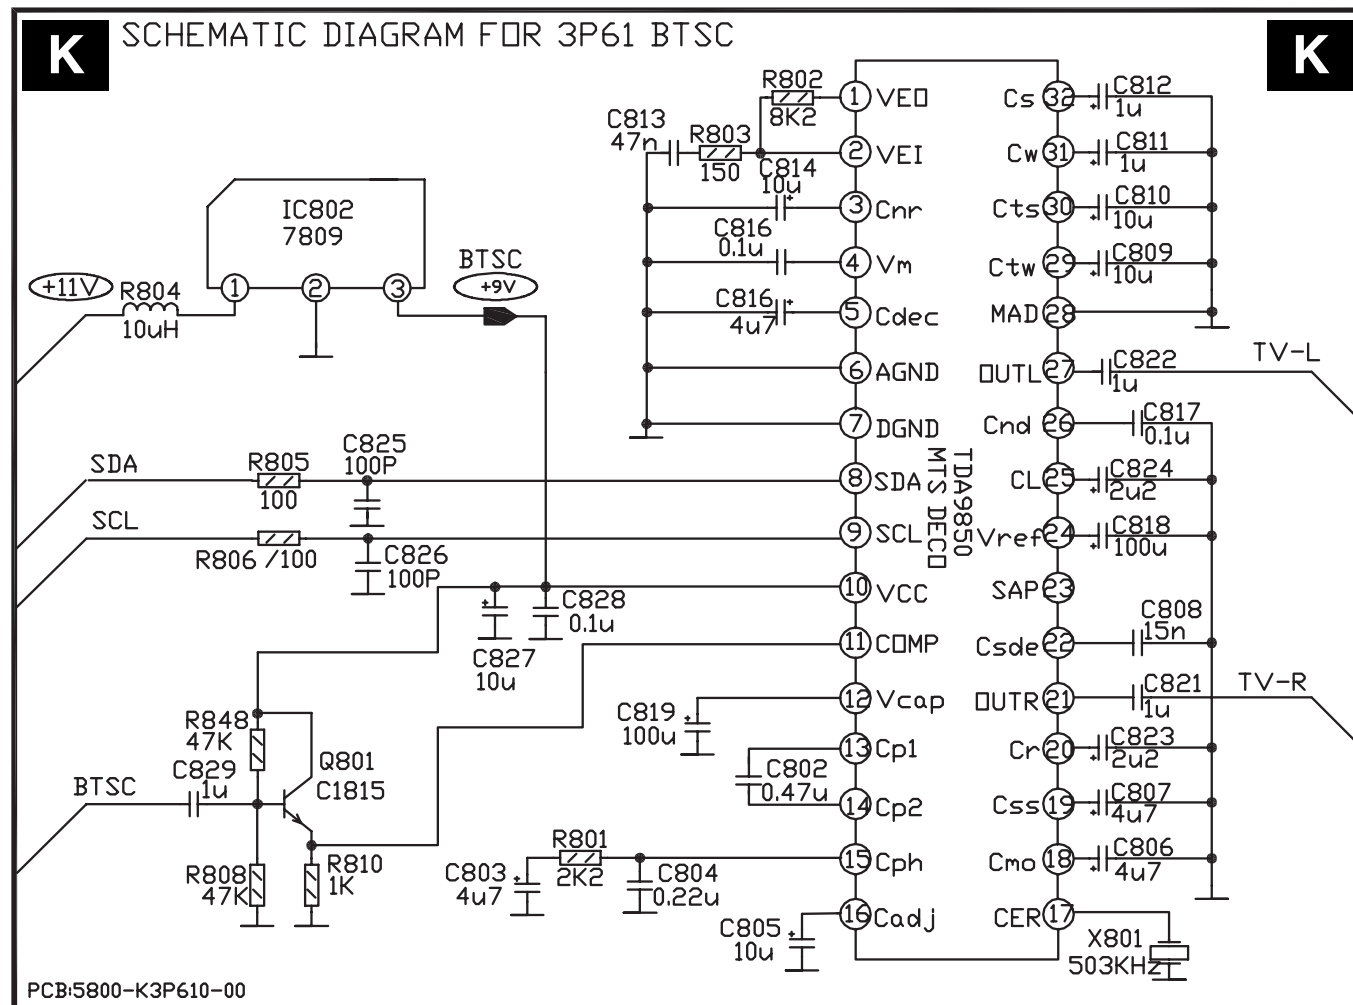 K
SCHEMATIC DIAGRAM FOR 3P61 BTSC
K
IC802
7809
1
2
3
+11V
R804
10uH
BTSC
+9V
C813
47n
R803
150
R802
8K2
C814
10u
C816
0.1u
C816
4u7
1 VEO
2 VEI
3 Cnr
4 Vm
5 Cdec
6 AGND
7 DGND
8 SDA
9 SCL
10 VCC
11 COMP
12 Vcap
13 Cp1
14 Cp2
15 Cph
16 Cadj
TDA9850
MTS DECO
Cs 32
Cw 31
Cts 30
Ctw 29
MAD 28
OUTL 27
Cnd 26
CL 25
Vref 24
SAP 23
Csde 22
OUTR 21
Cr 20
Css 19
Cmo 18
CER 17
C812
1u
C811
1u
C810
10u
C809
10u
C822
1u
TV-L
C817
0.1u
C824
2u2
C818
100u
C808
15n
C821
1u
TV-R
C823
2u2
C807
4u7
C806
4u7
X801
503KHz
SDA
R805
100
C825
100P
SCL
R806 /100
C826
100P
C828
0.1u
C827
10u
R848
47K
C829
1u
BTSC
Q801
C1815
R808
47K
R810
1K
C819
100u
C802
0.47u
R801
2K2
C803
4u7
C804
0.22u
C805
10u
PCB:5800-K3P610-00